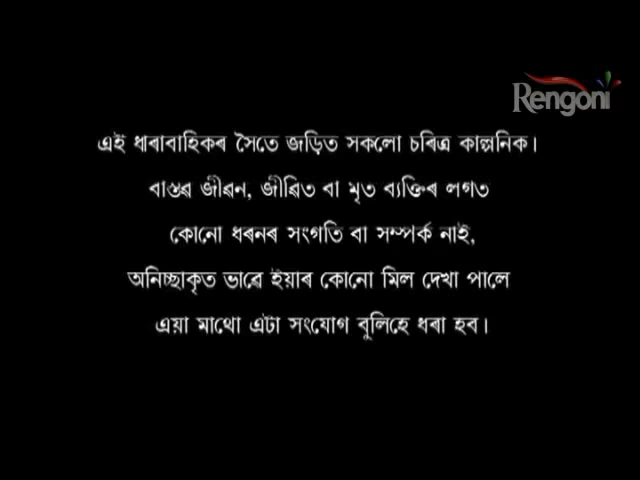 Rengoni
এই ধাৰাবাহিকৰ সৈতে জড়িত সকলো চৰিত্ৰ কাল্পনিক।
বাস্তৱ জীৱন, জীৱিত বা মৃত ব্যক্তিৰ লগত
কোনো ধৰনৰ সংগতি বা সম্পৰ্ক নাই,
অনিচ্ছাকৃত ভাৱে ইয়াৰ কোনো মিল দেখা পালে
এয়া মাথো এটা সংযোগ বুলিহে ধৰা হব।